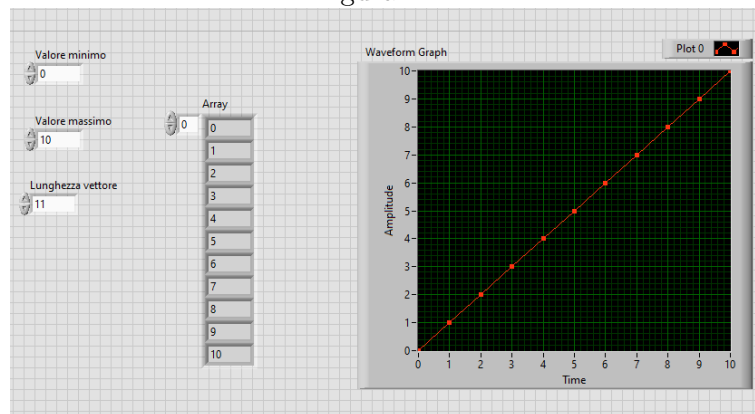 Valore minimo
0
Valore massimo
10
Lunghezza vettore
11
Array
0
0
1
2
3
4
5
6
7
8
9
10
Waveform Graph
Plot 0
Amplitude
10
9
8
7
6
5
4
3
2
1
0
0 1 2 3 4 5 6 7 8 9 10
Time